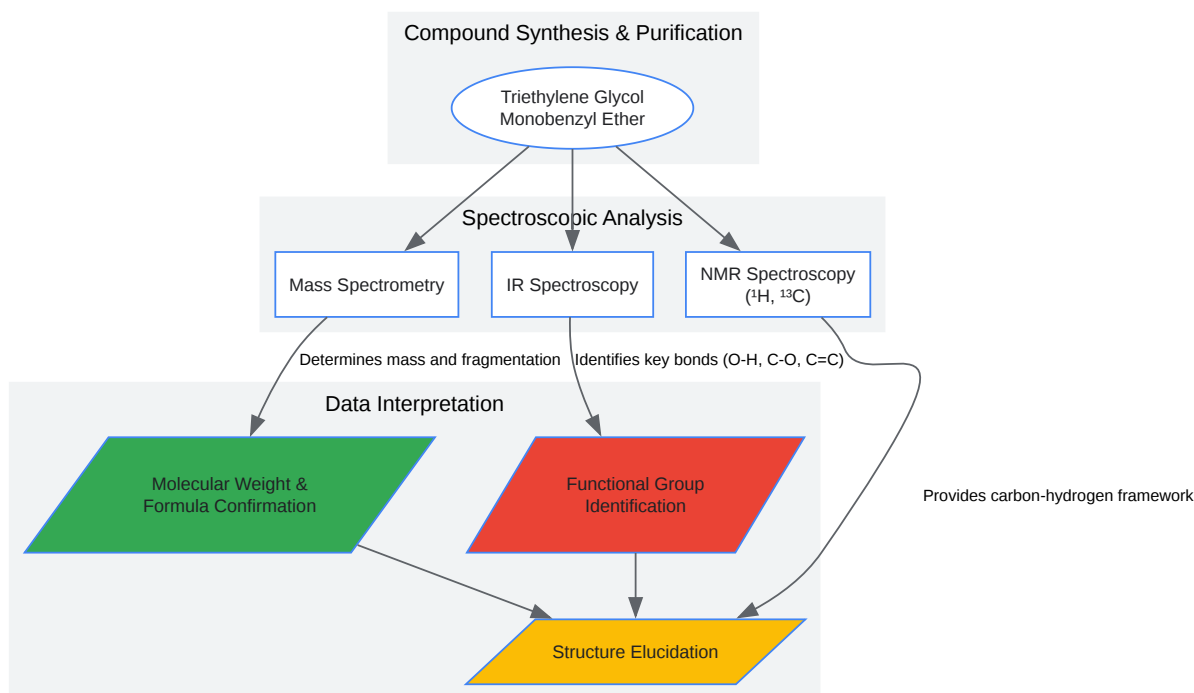 Compound Synthesis & Purification
Triethylene Glycol
Monobenzyl Ether
Spectroscopic Analysis
Mass Spectrometry
IR Spectroscopy
NMR Spectroscopy
(¹H, ¹³C)
Determines mass and fragmentation
Identifies key bonds (O-H, C-O, C=C)
Data Interpretation
Molecular Weight &
Formula Confirmation
Functional Group
Identification
Provides carbon-hydrogen framework
Structure Elucidation